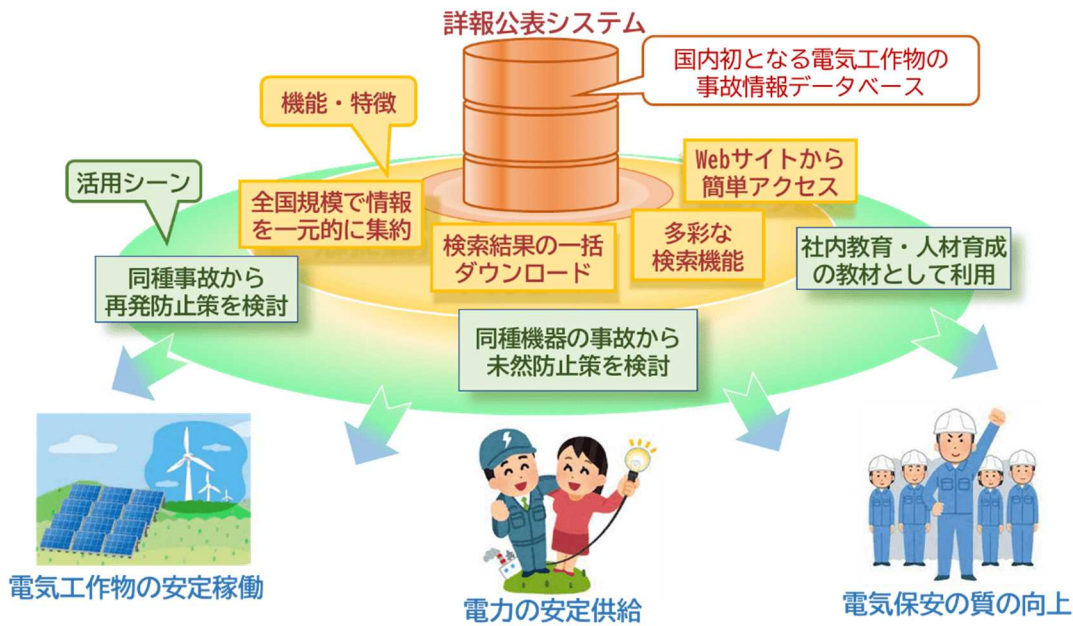 詳報公表システム
国内初となる電気工作物の
事故情報データベース
機能・特徴
活用シーン
全国規模で情報
を一元的に集約
検索結果の一括
ダウンロード
多彩な
検索機能
Webサイトから
簡単アクセス
同種事故から
再発防止策を検討
同種機器の事故から
未然防止策を検討
社内教育・人材育成
の教材として利用
電気工作物の安定稼働
電力の安定供給
電気保安の質の向上